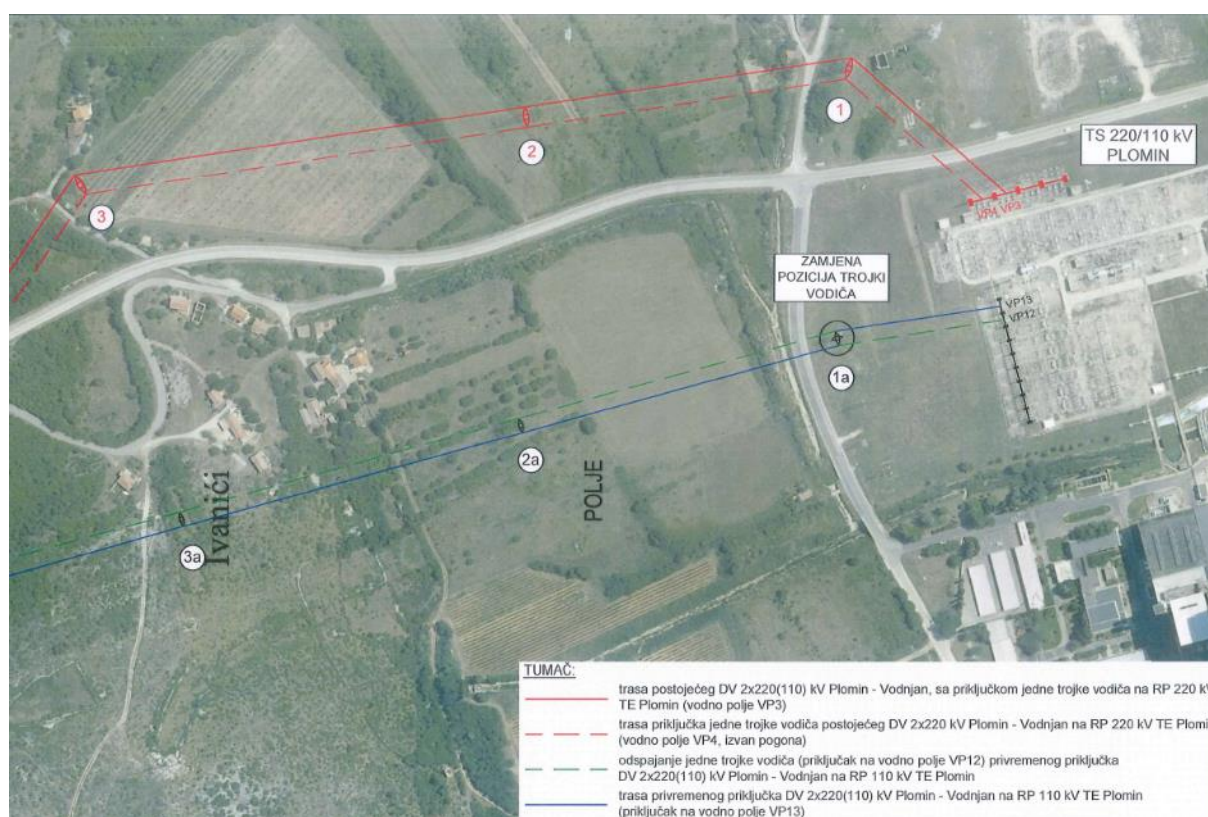 1
TS 220/110 kV
PLOMIN
2
3
VP4 VP3
ZAMJENA
POZICIJA TROJKI
VODIČA
VP13
VP12
1a
2a
POLJE
Ivanići
3a
TUMAČ:
trasa postojećeg DV 2x220(110) kV Plomin - Vodnjan, sa priključkom jedne trojke vodiča na RP 220 kV
TE Plomin (vodno polje VP3)
trasa priključka jedne trojke vodiča postojećeg DV 2x220 kV Plomin - Vodnjan na RP 220 kV TE Plomin
(vodno polje VP4, izvan pogona)
odspajanje jedne trojke vodiča (priključak na vodno polje VP12) privremenog priključka
DV 2x220(110) kV Plomin - Vodnjan na RP 110 kV TE Plomin
trasa privremenog priključka DV 2x220(110) kV Plomin - Vodnjan na RP 110 kV TE Plomin
(priključak na vodno polje VP13)